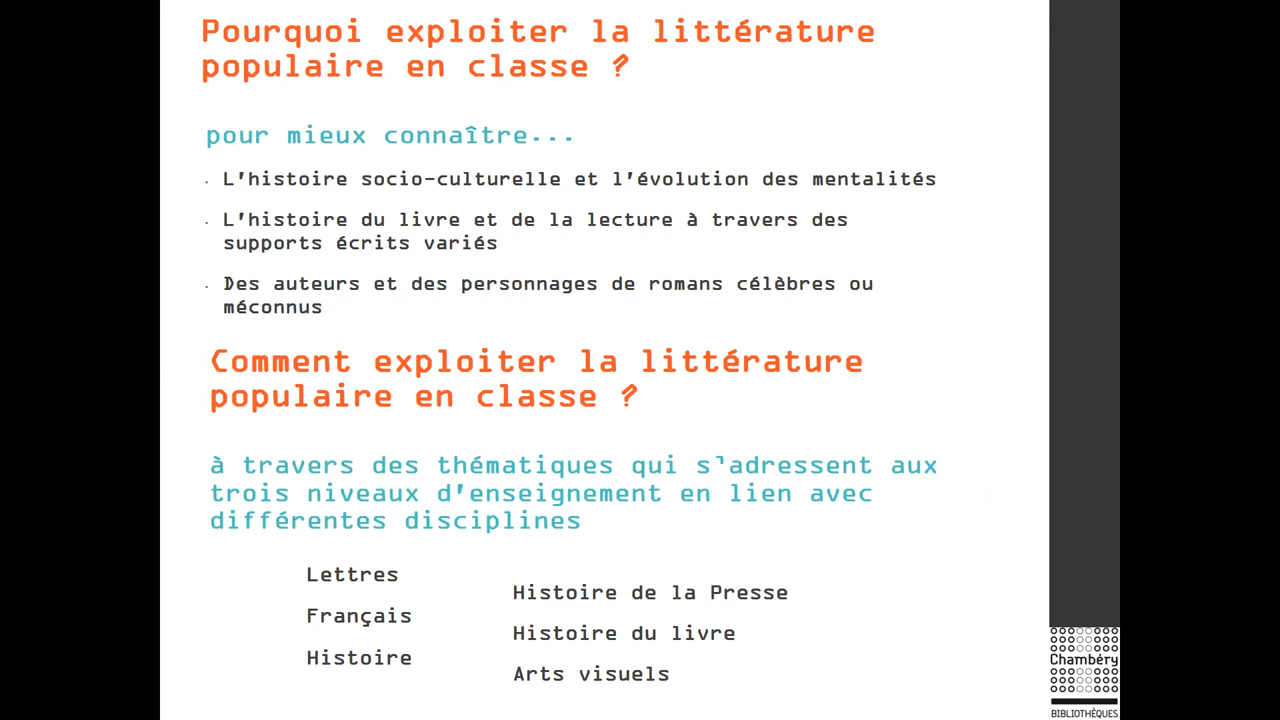 Pourquoi exploiter la littérature
populaire en classe ?
pour mieux connaître...
· L'histoire socio-culturelle et l'évolution des mentalités
· L'histoire du livre et de la lecture à travers des
supports écrits variés
· Des auteurs et des personnages de romans célèbres ou
méconnus
Comment exploiter la littérature
populaire en classe ?
à travers des thématiques qui s'adressent aux
trois niveaux d'enseignement en lien avec
différentes disciplines
Lettres
Français
Histoire
Histoire de la Presse
Histoire du livre
Arts visuels
Chambéry
BIBLIOTHÈQUES